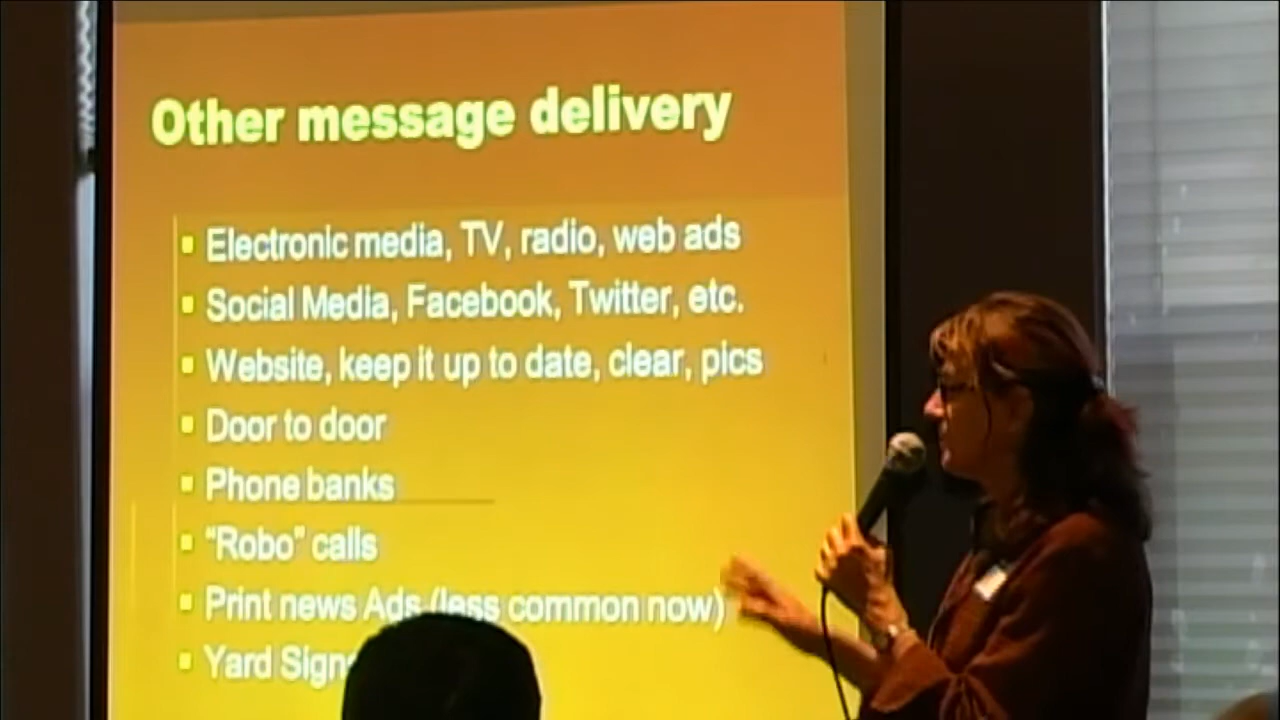 Other message delivery
Electronic media, TV, radio, web ads
Social Media, Facebook, Twitter, etc.
Website, keep it up to date, clear, pics
Door to door
Phone banks
“Robo” calls
Print news Ads (less common now)
Yard Signs